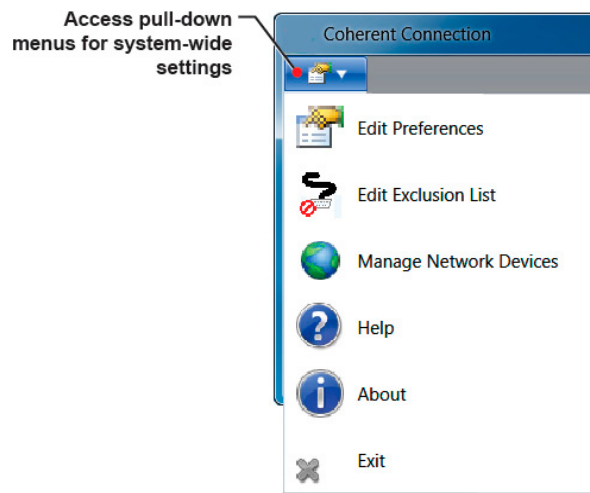 Access pull-down
menus for system-wide
settings
Coherent Connection
Edit Preferences
Edit Exclusion List
Manage Network Devices
Help
About
Exit